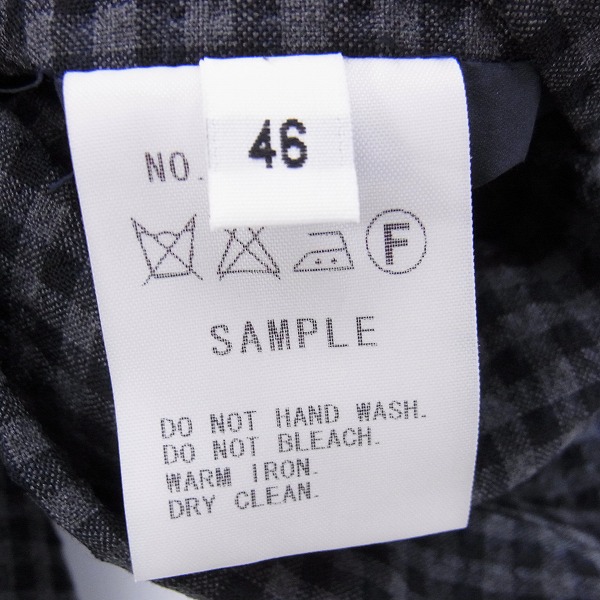 46
NO.
F
SAMPLE
DO NOT HAND WASH.
DO NOT BLEACH.
WARM IRON.
DRY CLEAN.